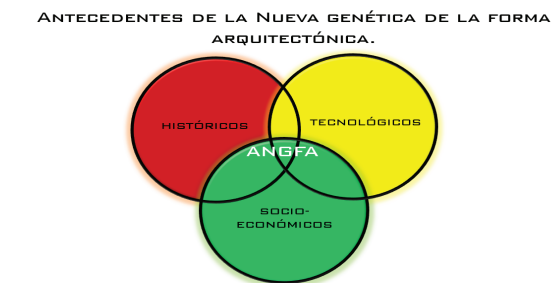 Antecedentes de la Nueva genética de la forma
arquitectónica.
HISTÓRICOS
TECNOLÓGICOS
ANGFA
SOCIO-
ECONÓMICOS